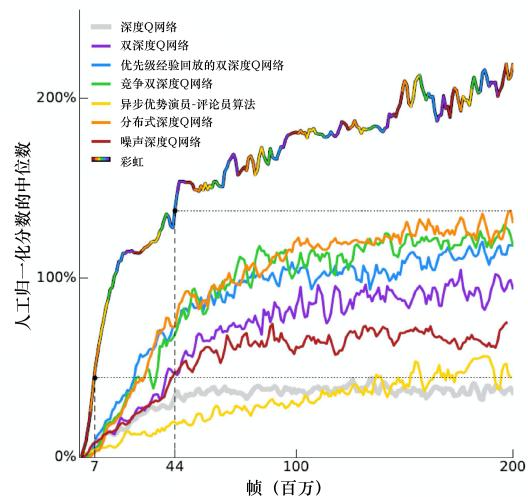 深度Q网络
双深度Q网络
优先级经验回放的双深度Q网络
竞争双深度Q网络
异步优势演员-评论员算法
分布式深度Q网络
噪声深度Q网络
彩虹
人工归一化分数的中位数
200%
100%
0%
7
44
100
200
帧（百万）